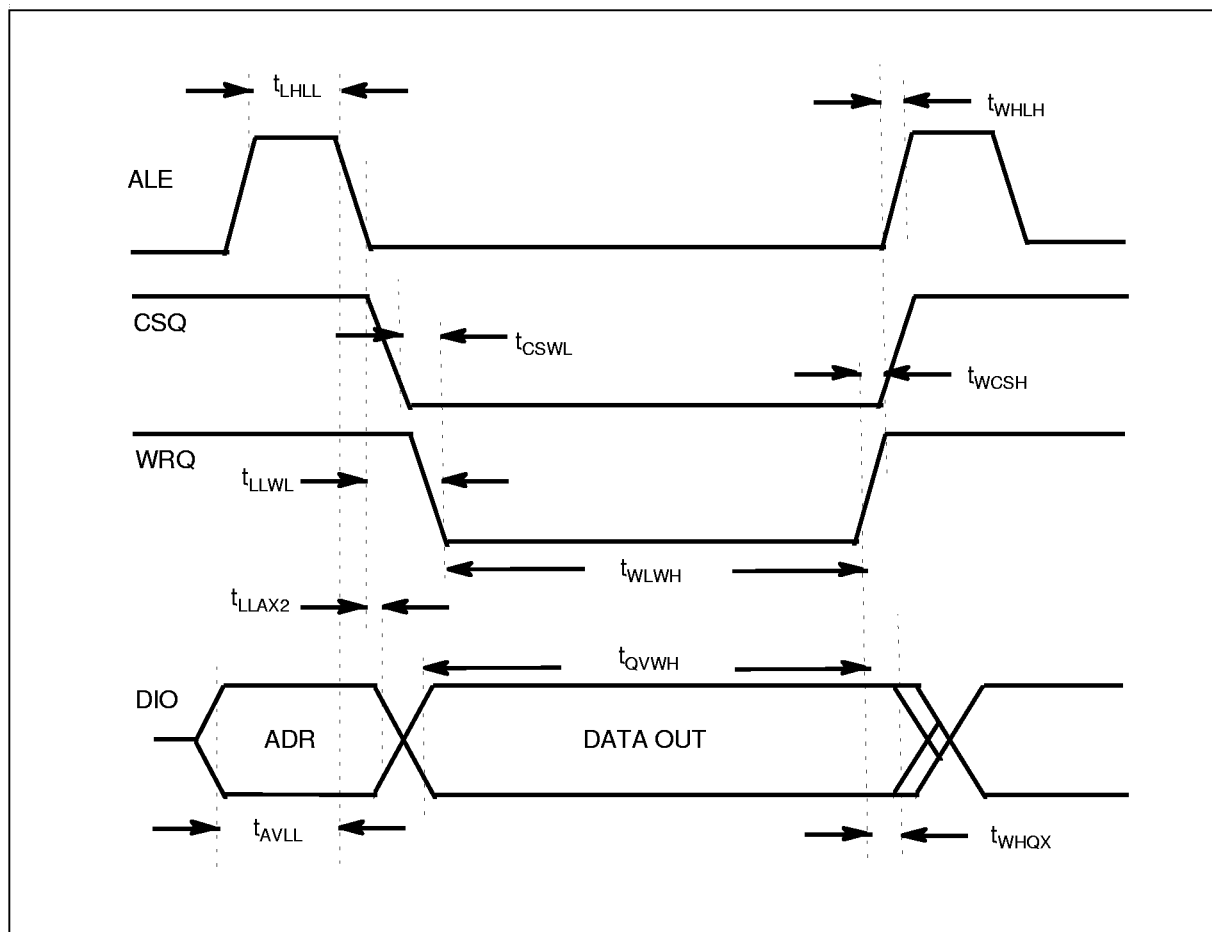 tLHLL
tWHLH
ALE
CSQ
tCSWL
tWCSH
WRQ
tLLWL
tWLWH
tLLAX2
tQVWH
DIO
ADR
DATA OUT
tAVLL
tWHQX